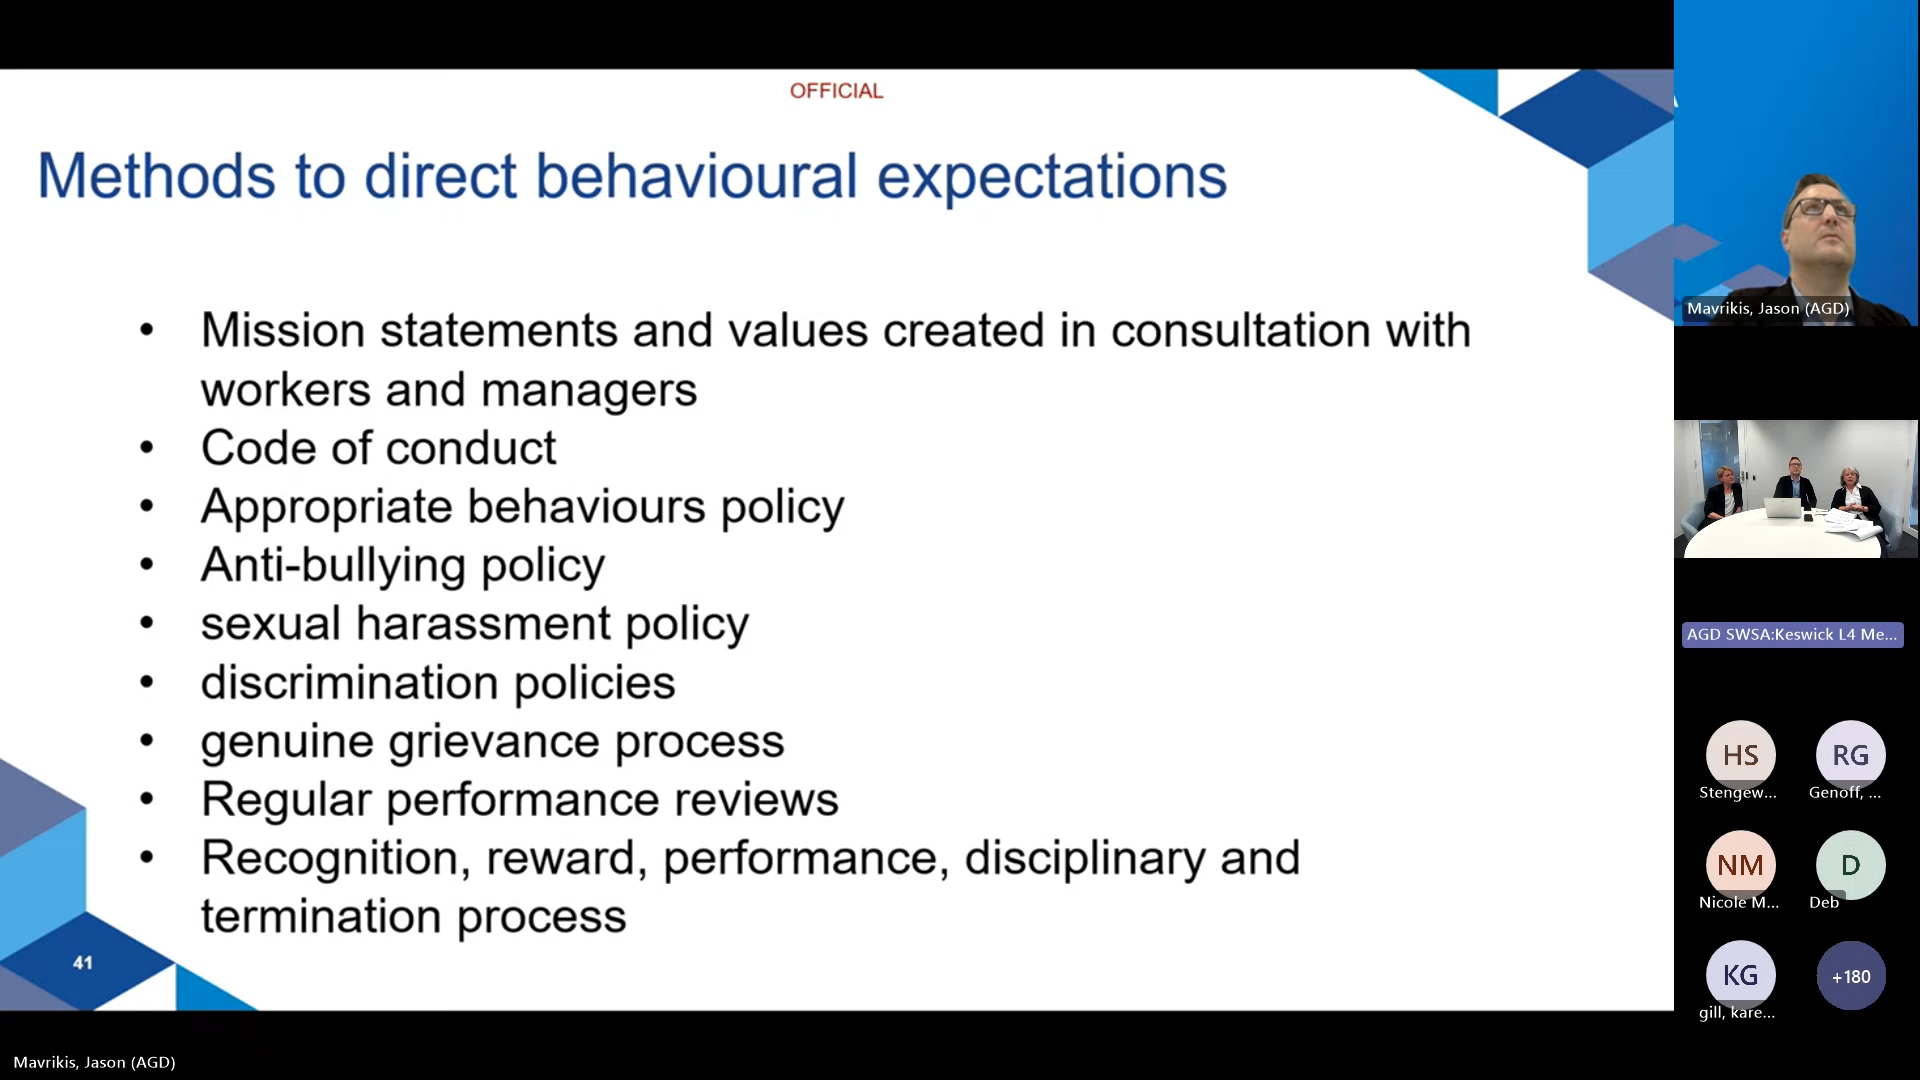 OFFICIAL
Methods to direct behavioural expectations
• Mission statements and values created in consultation with
workers and managers
• Code of conduct
• Appropriate behaviours policy
• Anti-bullying policy
• sexual harassment policy
• discrimination policies
• genuine grievance process
• Regular performance reviews
• Recognition, reward, performance, disciplinary and
termination process
41
Mavrikis, Jason (AGD)
Mavrikis, Jason (AGD)
AGD SWSA:Keswick L4 Me...
HS
Stengew...
RG
Genoff, ...
NM
Nicole M...
D
Deb
KG
gill, kare...
+180